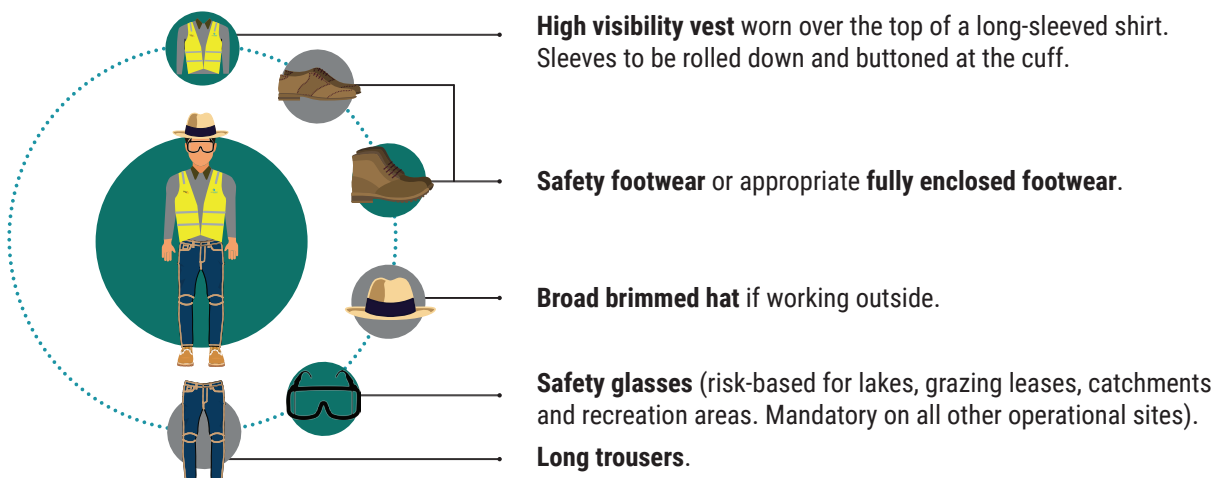 High visibility vest worn over the top of a long-sleeved shirt.
Sleeves to be rolled down and buttoned at the cuff.
Safety footwear or appropriate fully enclosed footwear.
Broad brimmed hat if working outside.
Safety glasses (risk-based for lakes, grazing leases, catchments
and recreation areas. Mandatory on all other operational sites).
Long trousers.